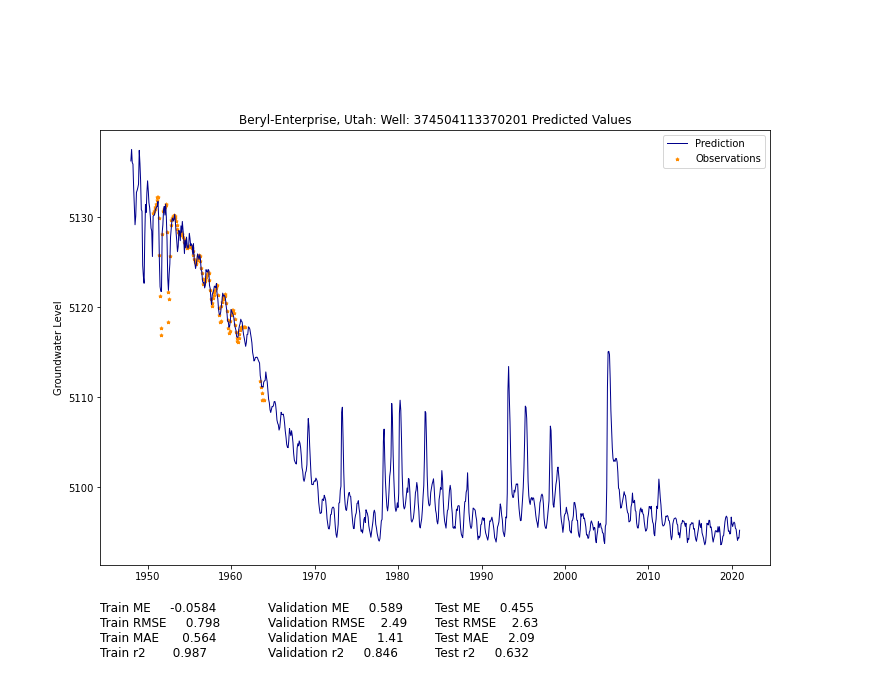 Beryl-Enterprise, Utah: Well: 374504113370201 Predicted Values
Prediction
Observations
Groundwater Level
5130
5120
5110
5100
1950 1960 1970 1980 1990 2000 2010 2020
Train ME -0.0584 Validation ME 0.589 Test ME 0.455
Train RMSE 0.798 Validation RMSE 2.49 Test RMSE 2.63
Train MAE 0.564 Validation MAE 1.41 Test MAE 2.09
Train r2 0.987 Validation r2 0.846 Test r2 0.632